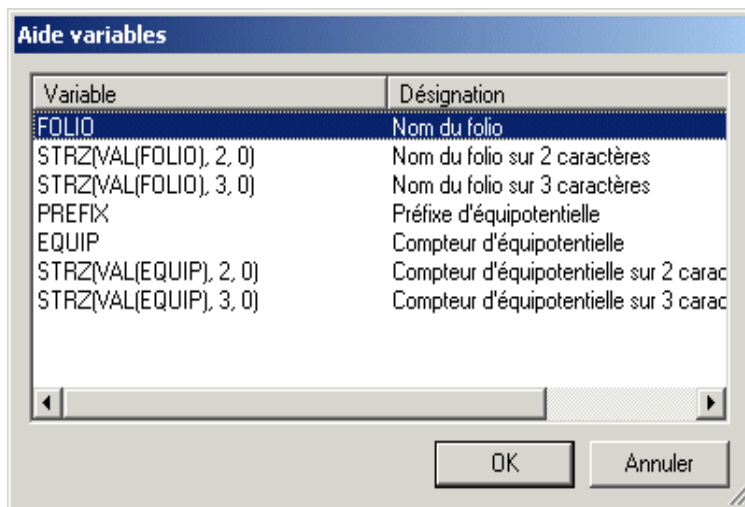 Aide variables
Variable Désignation
FOLIO Nom du folio
STRZ(VAL(FOLIO), 2, 0) Nom du folio sur 2 caractères
STRZ(VAL(FOLIO), 3, 0) Nom du folio sur 3 caractères
PREFIX Préfixe d'équipotentielle
EQUIP Compteur d'équipotentielle
STRZ(VAL(EQUIP), 2, 0) Compteur d'équipotentielle sur 2 carac
STRZ(VAL(EQUIP), 3, 0) Compteur d'équipotentielle sur 3 carac
OK Annuler